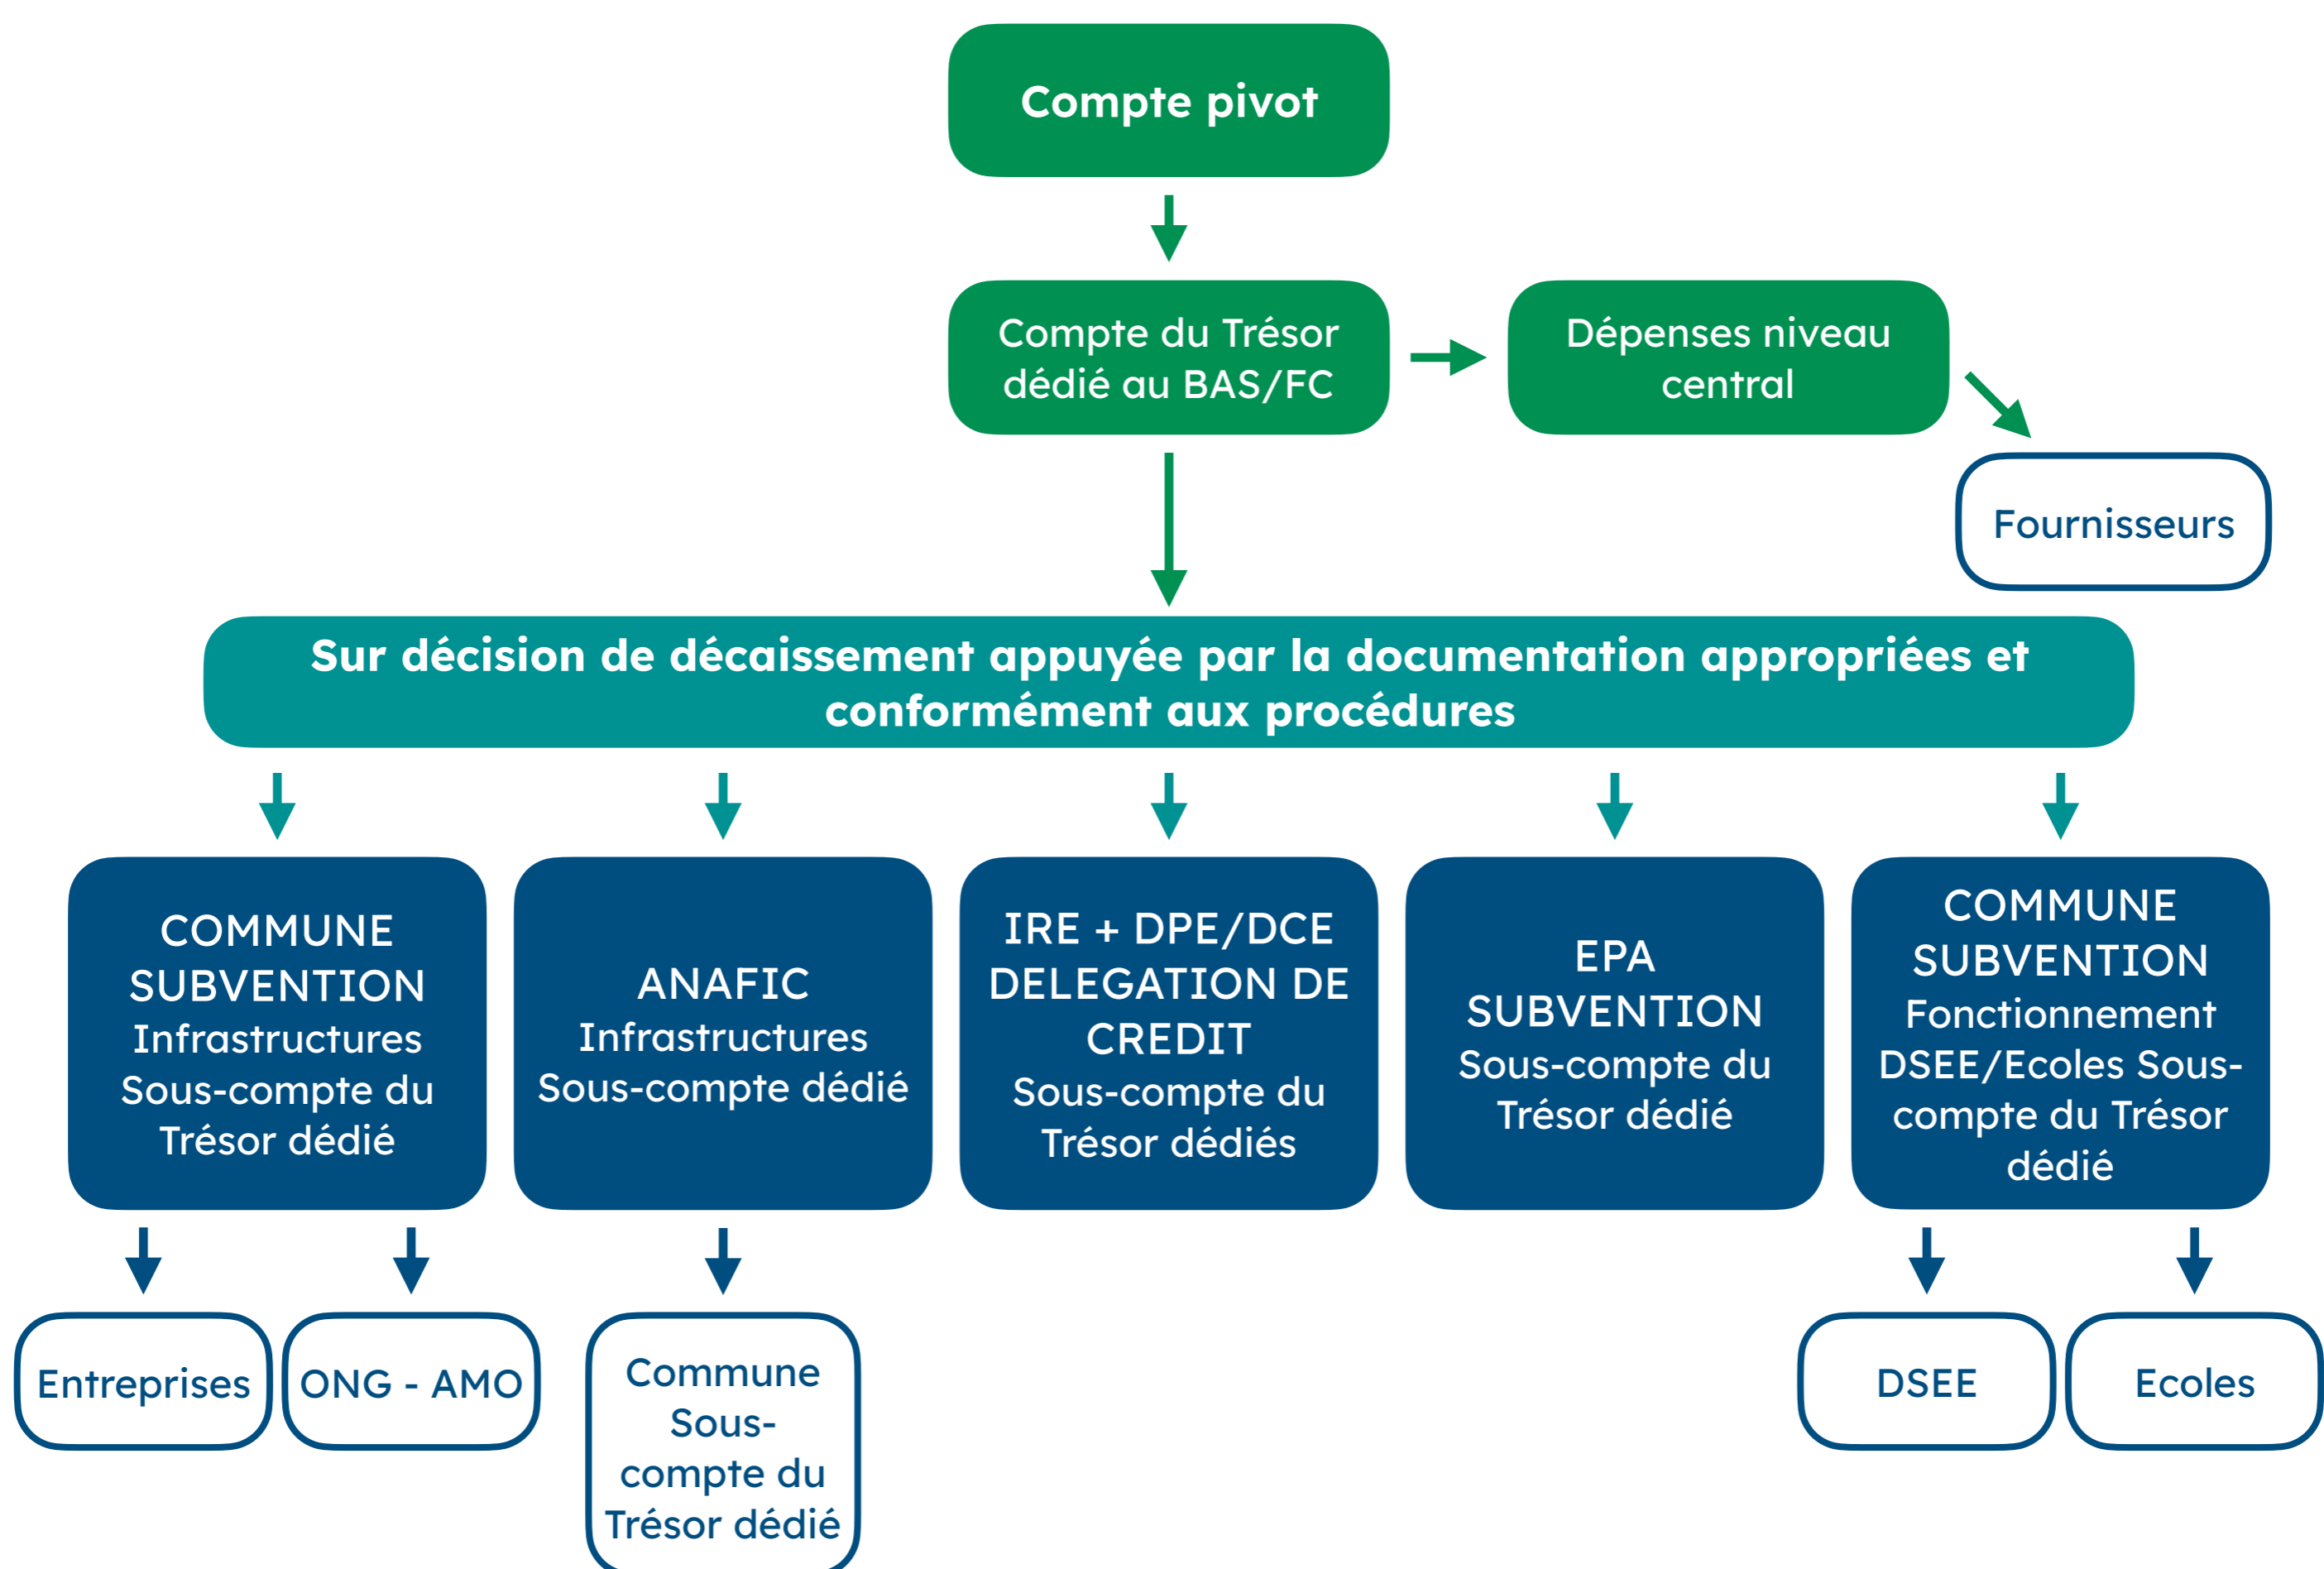 Compte pivot
Compte du Trésor
dédié au BAS/FC
Dépenses niveau
central
Fournisseurs
Sur décision de décaissement appuyée par la documentation appropriées et
conformément aux procédures
COMMUNE
SUBVENTION
Infrastructures
Sous-compte du
Trésor dédié
ANAFIC
Infrastructures
Sous-compte dédié
IRE + DPE/DCE
DELEGATION DE
CREDIT
Sous-compte du
Trésor dédiés
EPA
SUBVENTION
Sous-compte du
Trésor dédié
COMMUNE
SUBVENTION
Fonctionnement
DSEE/Ecoles Sous-
compte du Trésor
dédié
Entreprises
ONG - AMO
Commune
Sous-
compte du
Trésor dédié
DSEE
Ecoles